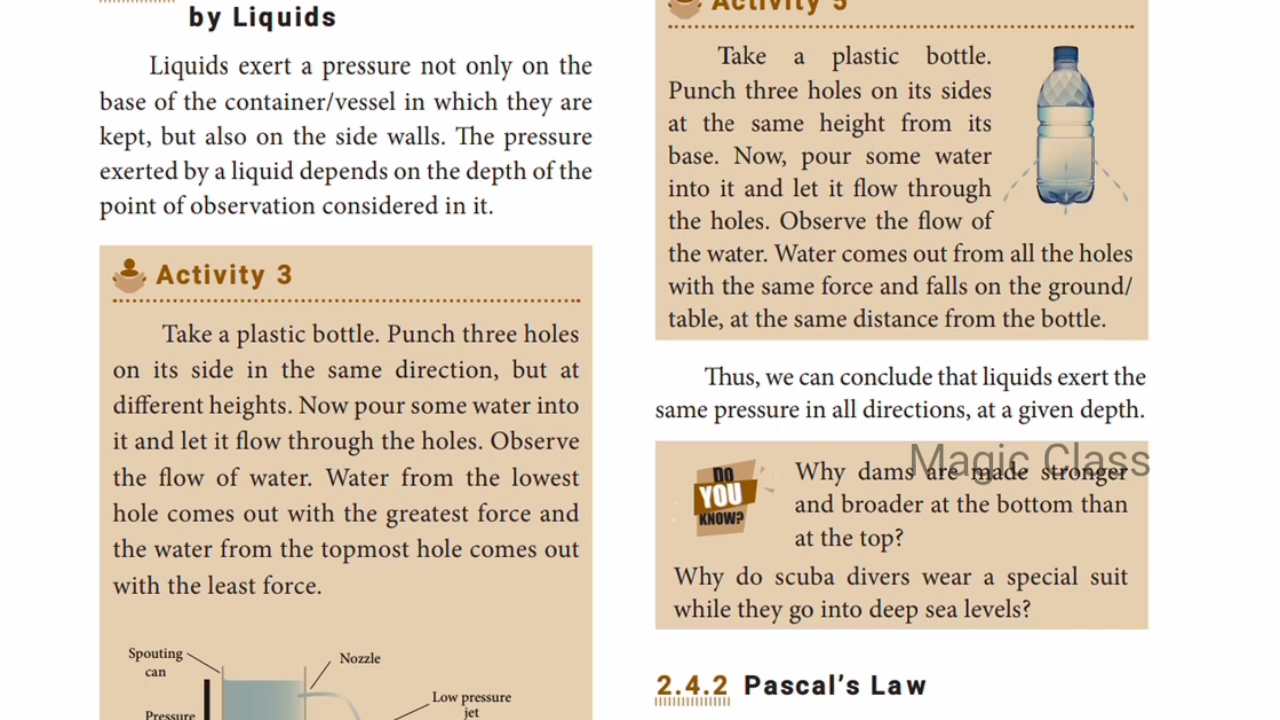 by Liquids
Liquids exert a pressure not only on the
base of the container/vessel in which they are
kept, but also on the side walls. The pressure
exerted by a liquid depends on the depth of the
point of observation considered in it.
Activity 3
Take a plastic bottle. Punch three holes
on its side in the same direction, but at
different heights. Now pour some water into
it and let it flow through the holes. Observe
the flow of water. Water from the lowest
hole comes out with the greatest force and
the water from the topmost hole comes out
with the least force.
Spouting
can
Nozzle
Low pressure
jet
Pressure
Activity 5
Take a plastic bottle.
Punch three holes on its sides
at the same height from its
base. Now, pour some water
into it and let it flow through
the holes. Observe the flow of
the water. Water comes out from all the holes
with the same force and falls on the ground/
table, at the same distance from the bottle.
Thus, we can conclude that liquids exert the
same pressure in all directions, at a given depth.
Magic Class
DO
YOU
KNOW?
Why dams are made stronger
and broader at the bottom than
at the top?
Why do scuba divers wear a special suit
while they go into deep sea levels?
2.4.2 Pascal's Law